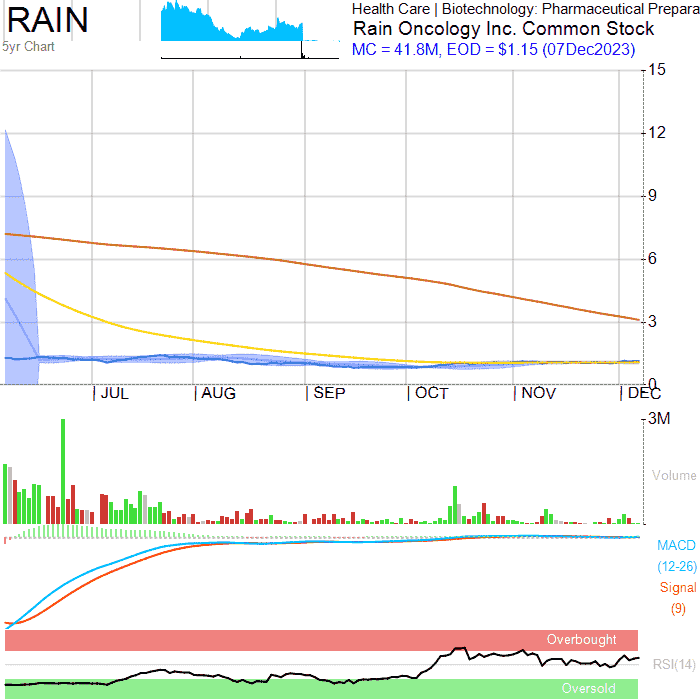 RAIN
5yr Chart
Health Care | Biotechnology: Pharmaceutical Prepara
Rain Oncology Inc. Common Stock
MC = 41.8M, EOD = $1.15 (07Dec2023)
15
12
9
6
3
0
JUL AUG SEP OCT NOV DEC
3M
Volume
MACD
(12-26)
Signal
(9)
Overbought
RSI(14)
Oversold